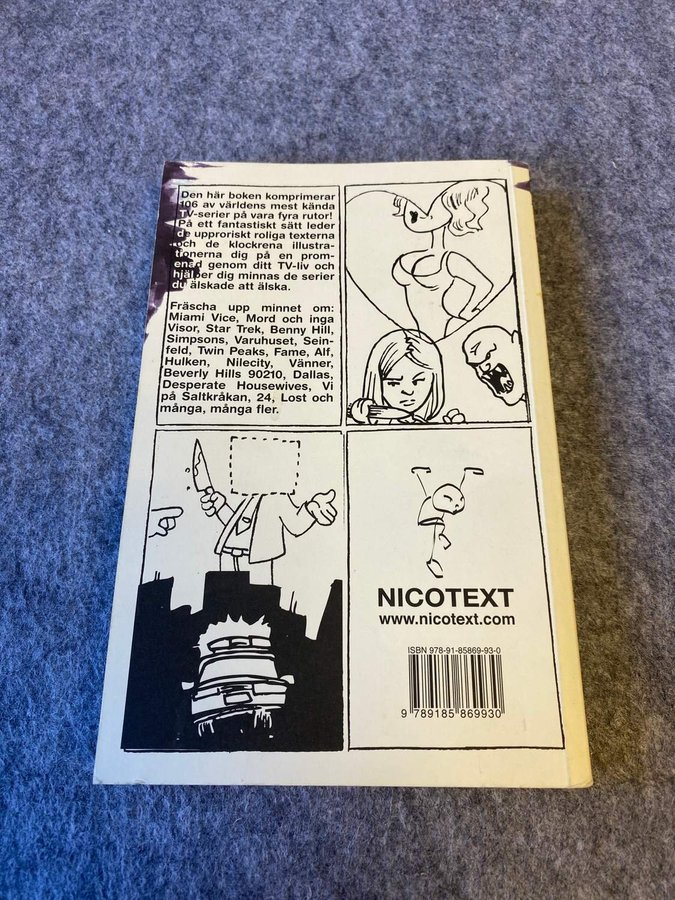 Den här boken komprimerar
106 av världens mest kända
TV-serier på vara fyra rutor!
På ett fantastiskt sätt leder
de upproriskt roliga texterna
och de klockrena illustra-
tionerna dig på en prom-
enad genom ditt TV-liv och
hjälper dig minnas de serier
du älskade att älska.
Fräscha upp minnet om:
Miami Vice, Mord och inga
Visor, Star Trek, Benny Hill,
Simpsons, Varuhuset, Sein-
feld, Twin Peaks, Fame, Alf,
Hulken, Nilecity, Vänner,
Beverly Hills 90210, Dallas,
Desperate Housewives, Vi
på Saltkråkan, 24, Lost och
många, många fler.
NICOTEXT
www.nicotext.com
ISBN 978-91-85869-93-0
9 789185 869930